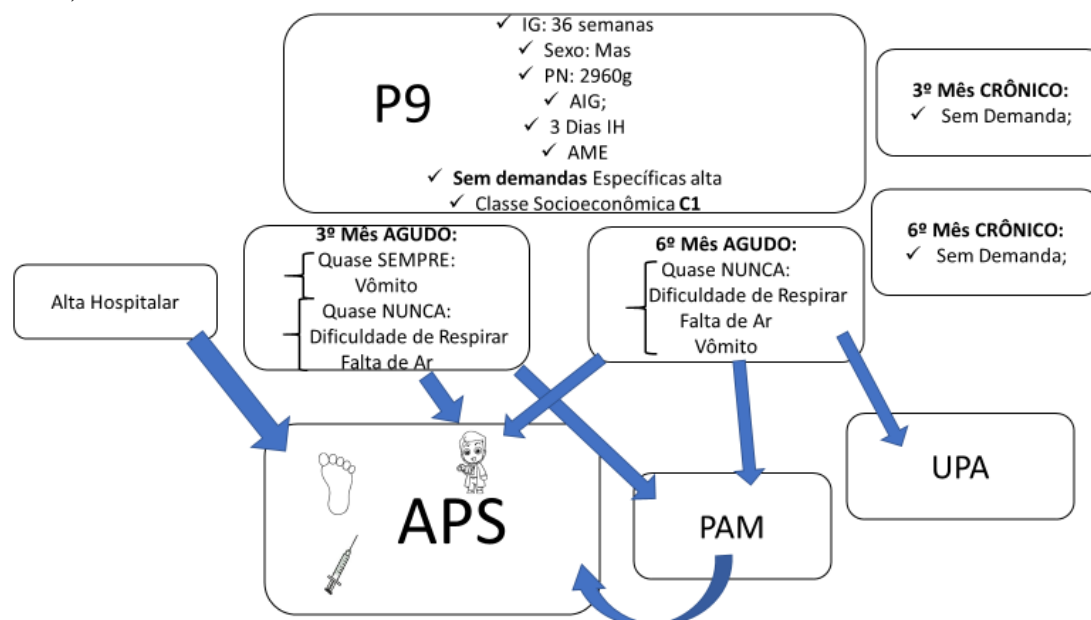 P9
✓ IG: 36 semanas
✓ Sexo: Mas
✓ PN: 2960g
✓ AIG;
✓ 3 Dias IH
✓ AME
✓ Sem demandas Específicas alta
✓ Classe Socioeconômica C1
3º Mês CRÔNICO:
✓ Sem Demanda;
6º Mês CRÔNICO:
✓ Sem Demanda;
Alta Hospitalar
3º Mês AGUDO:
Quase SEMPRE:
Vômito
Quase NUNCA:
Dificuldade de Respirar
Falta de Ar
6º Mês AGUDO:
Quase NUNCA:
Dificuldade de Respirar
Falta de Ar
Vômito
APS
PAM
UPA